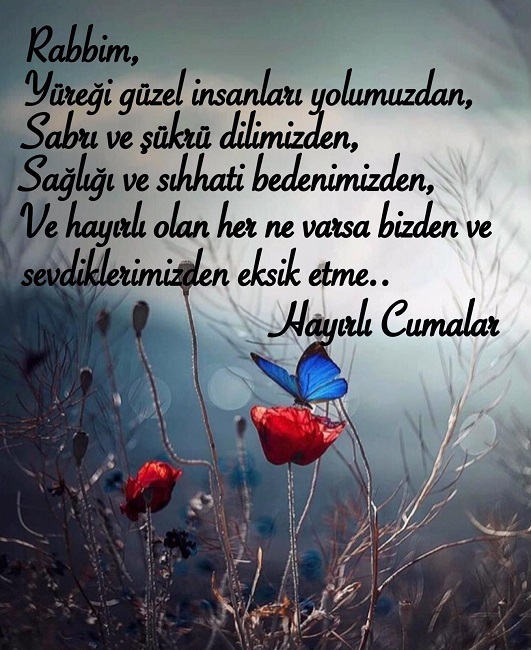 Rabbim,
Yüreği güzel insanları yolumuzdan,
Sabrı ve şükrü dilimizden,
Sağlığı ve sıhhati bedenimizden,
Ve hayırlı olan her ne varsa bizden ve
sevdiklerimizden eksik etme..
Hayırlı Cumalar